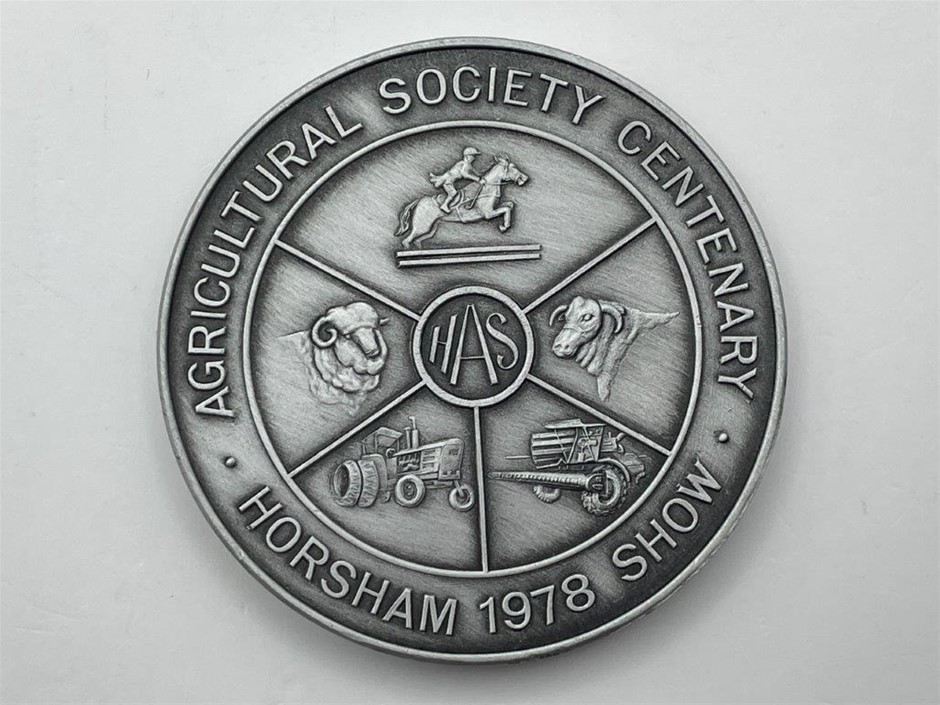 AGRICULTURAL SOCIETY CENTENARY
HAS
· HORSHAM 1978 SHOW ·